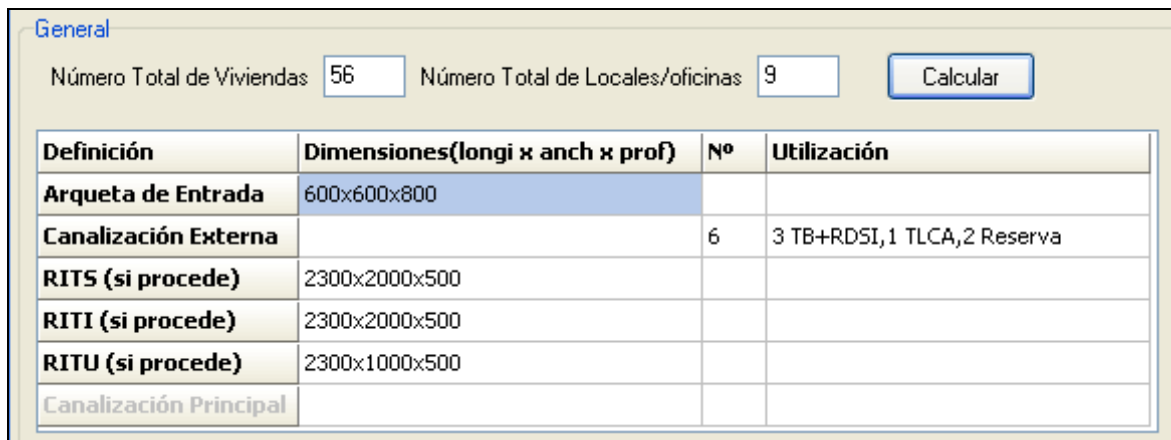 General
Número Total de Viviendas 56 Número Total de Locales/oficinas 9 Calcular
Definición Dimensiones(longi x anch x prof) Nº Utilización
Arqueta de Entrada 600x600x800
Canalización Externa 6 3 TB+RDSI,1 TLCA,2 Reserva
RITS (si procede) 2300x2000x500
RITI (si procede) 2300x2000x500
RITU (si procede) 2300x1000x500
Canalización Principal